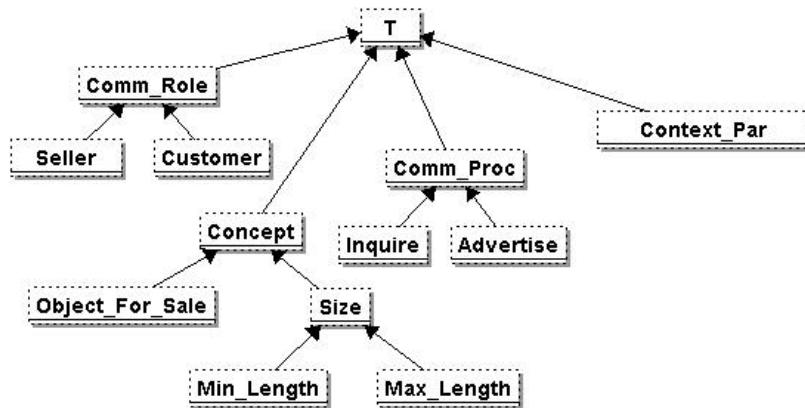 T
Comm_Role
Seller
Customer
Context_Par
Comm_Proc
Concept
Inquire
Advertise
Object_For_Sale
Size
Min_Length
Max_Length